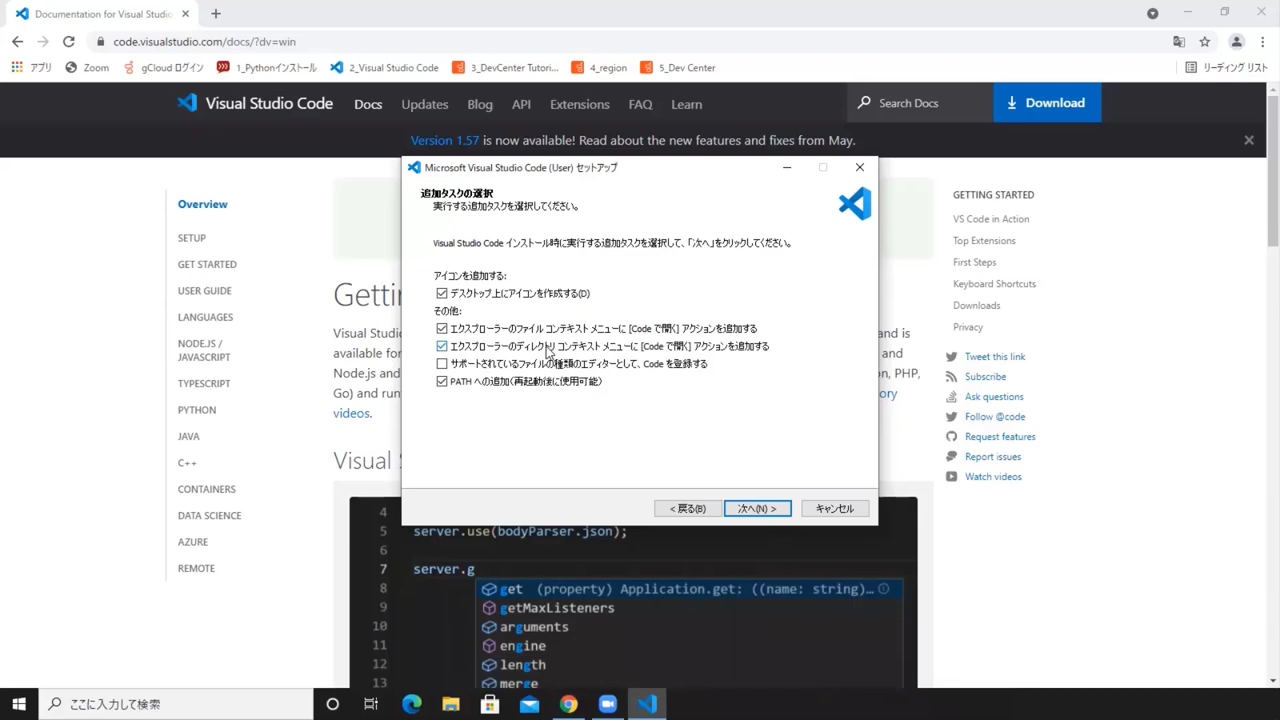 Documentation for Visual Studio
code.visualstudio.com/docs/?dv=win
アプリ Zoom gCloud ログイン 1_Pythonインストール 2_Visual Studio Code 3_DevCenter Tutori... 4_region 5_Dev Center リーディング リスト
Visual Studio Code Docs Updates Blog API Extensions FAQ Learn Search Docs Download
Version 1.57 is now available! Read about the new features and fixes from May.
Microsoft Visual Studio Code (User) セットアップ
追加タスクの選択
実行する追加タスクを選択してください。
Visual Studio Code インストール時に実行する追加タスクを選択して、「次へ」をクリックしてください。
アイコンを追加する:
デスクトップ上にアイコンを作成する(D)
その他:
エクスプローラーのファイル コンテキスト メニューに [Code で開く] アクションを追加する
エクスプローラーのディレクトリ コンテキスト メニューに [Code で開く] アクションを追加する
サポートされているファイルの種類のエディターとして、Code を登録する
PATH への追加（再起動後に使用可能）
< 戻る(B) 次へ(N) > キャンセル
Overview
SETUP
GET STARTED
USER GUIDE
LANGUAGES
NODE.JS /
JAVASCRIPT
TYPESCRIPT
PYTHON
JAVA
C++
CONTAINERS
DATA SCIENCE
AZURE
REMOTE
Getti
Visual Studi
available for
Node.js and
Go) and run
videos.
and is
for
on, PHP,
ory
Visual S
4
5 server.use(bodyParser.json);
6
7 server.g
8 get (property) Application.get: ((name: string)...
9 getMaxListeners
10 arguments
11 engine
12 length
13 merge
GETTING STARTED
VS Code in Action
Top Extensions
First Steps
Keyboard Shortcuts
Downloads
Privacy
Tweet this link
Subscribe
Ask questions
Follow @code
Request features
Report issues
Watch videos
ここに入力して検索